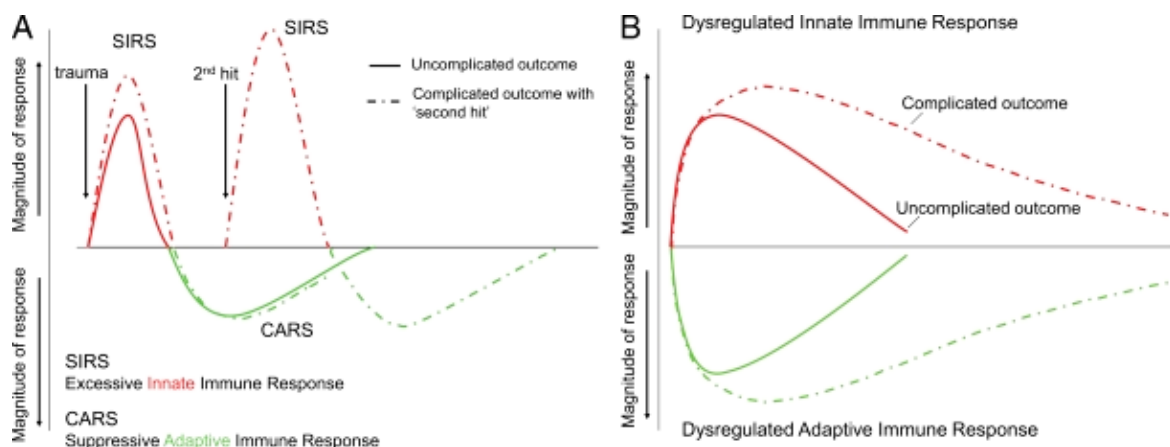 A
SIRS
SIRS
trauma
2nd hit
Uncomplicated outcome
Complicated outcome with
'second hit'
Magnitude of response
Magnitude of response
CARS
SIRS
Excessive Innate Immune Response
CARS
Suppressive Adaptive Immune Response
B
Dysregulated Innate Immune Response
Magnitude of response
Complicated outcome
Uncomplicated outcome
Magnitude of response
Dysregulated Adaptive Immune Response